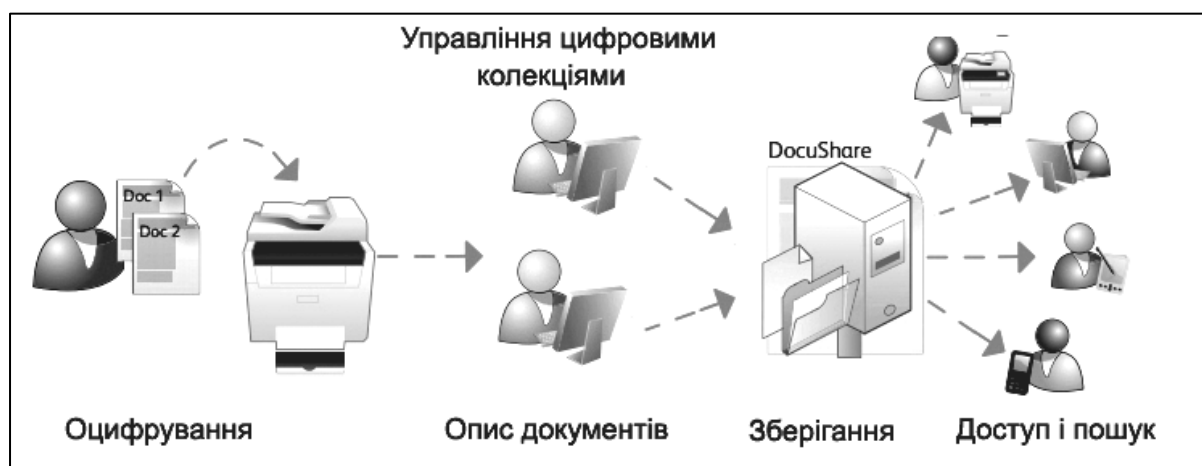 Управління цифровими
колекціями
DocuShare
Doc 1
Doc 2
Оцифрування
Опис документів
Зберігання
Доступ і пошук